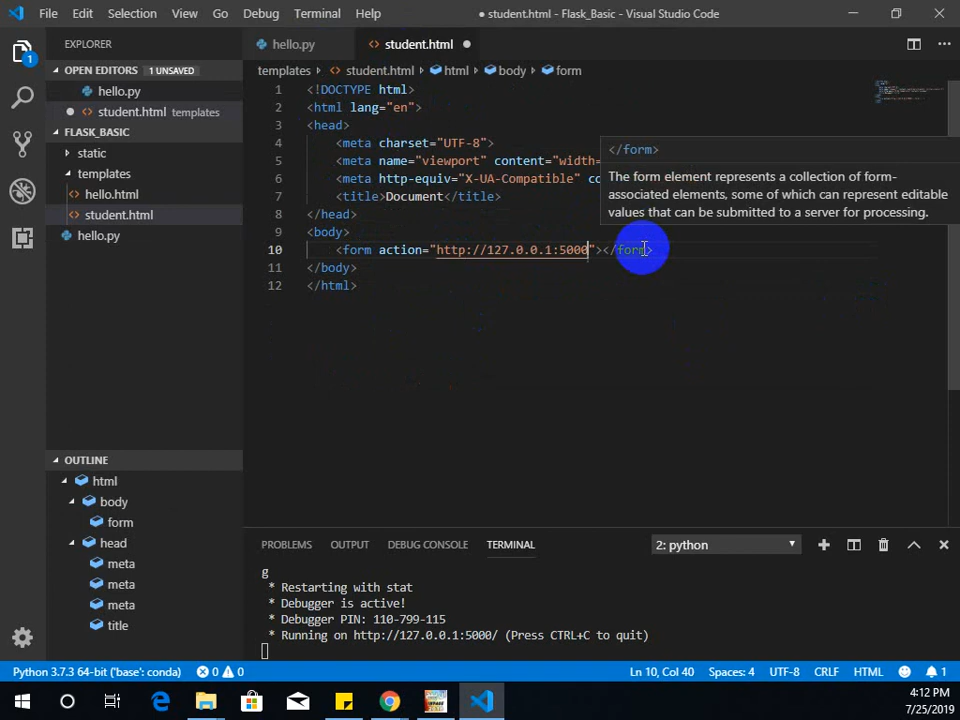 File Edit Selection View Go Debug Terminal Help ● student.html - Flask_Basic - Visual Studio Code
EXPLORER
OPEN EDITORS 1 UNSAVED
hello.py
student.html templates
FLASK_BASIC
static
templates
hello.html
student.html
hello.py
OUTLINE
html
body
form
head
meta
meta
meta
title
hello.py student.html
templates student.html html body form
1 <!DOCTYPE html>
2 <html lang="en">
3 <head>
4 <meta charset="UTF-8">
5 <meta name="viewport" content="width=
6 <meta http-equiv="X-UA-Compatible" co
7 <title>Document</title>
8 </head>
9 <body>
10 <form action="http://127.0.0.1:5000"></form>
11 </body>
12 </html>
</form>
The form element represents a collection of form-
associated elements, some of which can represent editable
values that can be submitted to a server for processing.
PROBLEMS OUTPUT DEBUG CONSOLE TERMINAL 2: python
g
* Restarting with stat
* Debugger is active!
* Debugger PIN: 110-799-115
* Running on http://127.0.0.1:5000/ (Press CTRL+C to quit)
Python 3.7.3 64-bit ('base': conda) 0 0 Ln 10, Col 40 Spaces: 4 UTF-8 CRLF HTML 1
4:12 PM
7/25/2019